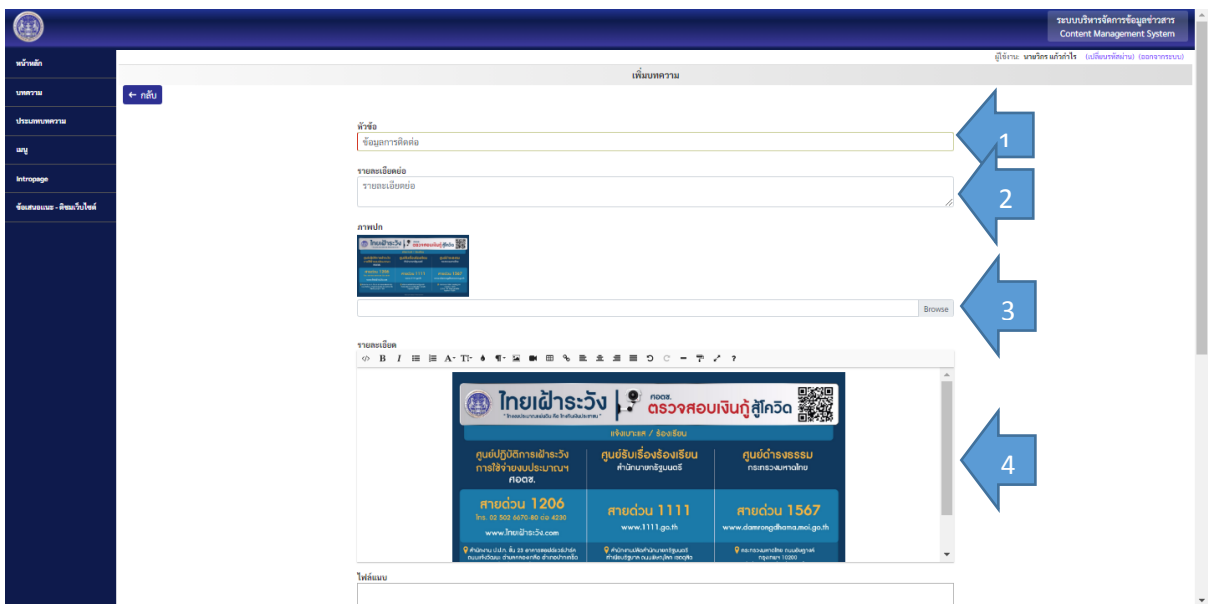 ระบบบริหารจัดการข้อมูลข่าวสาร
Content Management System
ผู้ใช้งาน: นายวิกร แก้วกำไร (เปลี่ยนรหัสผ่าน) (ออกจากระบบ)
หน้าหลัก
บทความ
ประเภทบทความ
เมนู
Intropage
ข้อเสนอแนะ - ติชมเว็บไซต์
เพิ่มบทความ
← กลับ
หัวข้อ
ข้อมูลการติดต่อ
1
รายละเอียดย่อ
รายละเอียดย่อ
2
ภาพปก
Browse
3
รายละเอียด
ไทยเฝ้าระวัง
ศอตช.
ตรวจสอบเงินกู้สู้โควิด
แจ้งเบาะแส / ร้องเรียน
ศูนย์ปฏิบัติการเฝ้าระวัง
การใช้จ่ายงบประมาณฯ
ศอตช.
สายด่วน 1206
โทร. 02 502 6670-80 ต่อ 4230
www.ไทยเฝ้าระวัง.com
ศูนย์รับเรื่องร้องเรียน
สำนักนายกรัฐมนตรี
สายด่วน 1111
www.1111.go.th
ศูนย์ดำรงธรรม
กระทรวงมหาดไทย
สายด่วน 1567
www.damrongdhama.moi.go.th
4
ไฟล์แนบ